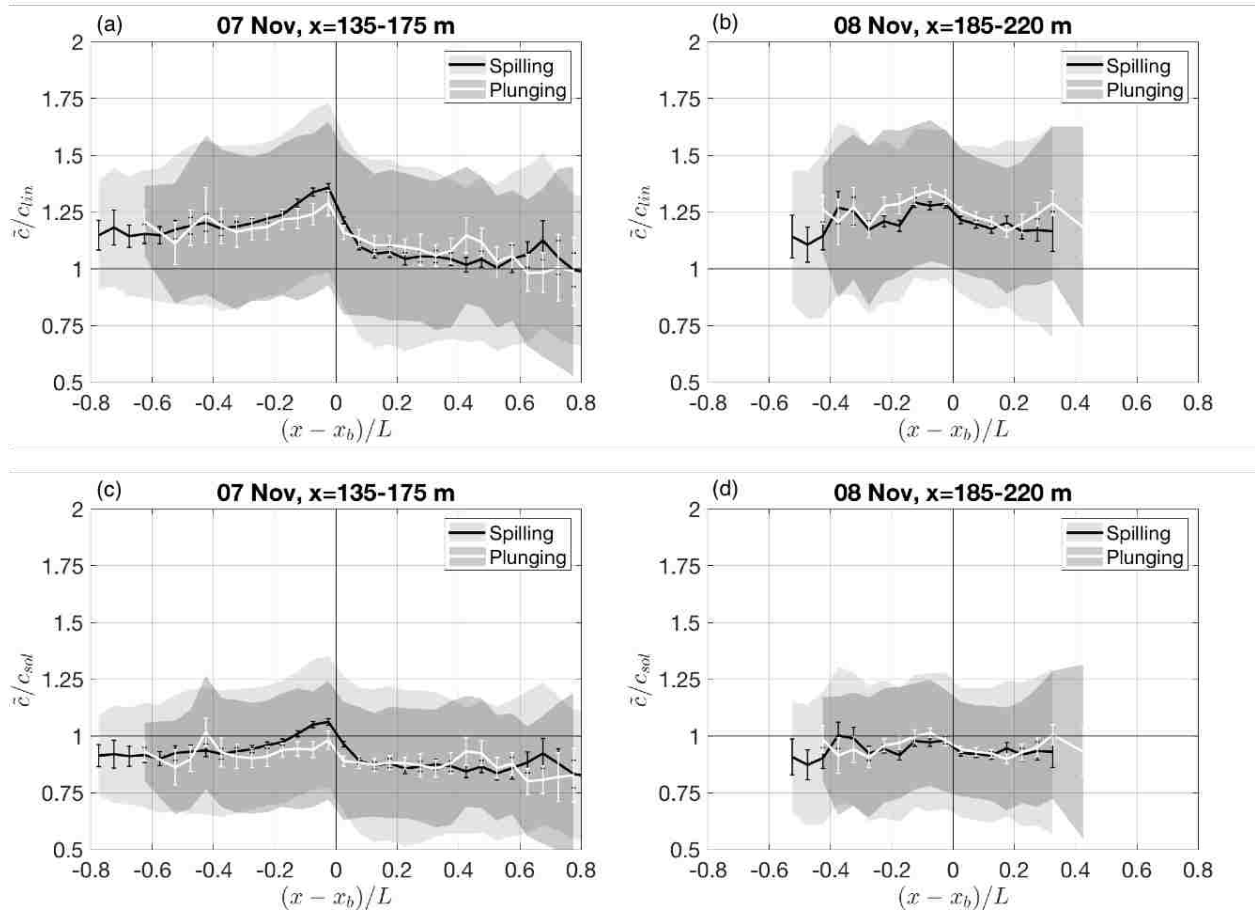 (a) 07 Nov, x=135-175 m
2
1.75
1.5
1.25
1
0.75
0.5
c̃/c_lin
Spilling
Plunging
-0.8 -0.6 -0.4 -0.2 0 0.2 0.4 0.6 0.8
(x − x_b)/L
(b) 08 Nov, x=185-220 m
2
1.75
1.5
1.25
1
0.75
0.5
c̃/c_lin
Spilling
Plunging
-0.8 -0.6 -0.4 -0.2 0 0.2 0.4 0.6 0.8
(x − x_b)/L
(c) 07 Nov, x=135-175 m
2
1.75
1.5
1.25
1
0.75
0.5
c̃/c_sol
Spilling
Plunging
-0.8 -0.6 -0.4 -0.2 0 0.2 0.4 0.6 0.8
(x − x_b)/L
(d) 08 Nov, x=185-220 m
2
1.75
1.5
1.25
1
0.75
0.5
c̃/c_sol
Spilling
Plunging
-0.8 -0.6 -0.4 -0.2 0 0.2 0.4 0.6 0.8
(x − x_b)/L